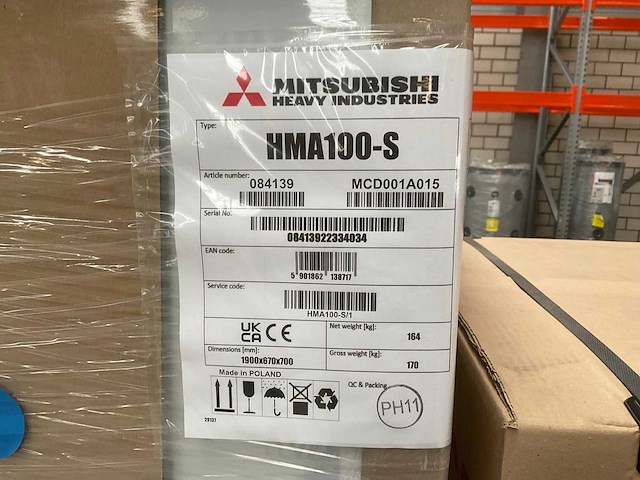 MITSUBISHI
HEAVY INDUSTRIES
Type:
HMA100-S
Article number:
084139 MCD001A015
Serial No.
08413922334034
EAN code:
5 901862 138717
Service code:
HMA100-S/1
UK
CA CE
Net weight [kg]: 164
Dimensions [mm]:
1900x670x700
Gross weight [kg]: 170
Made in POLAND
QC & Packing
PH11
29137